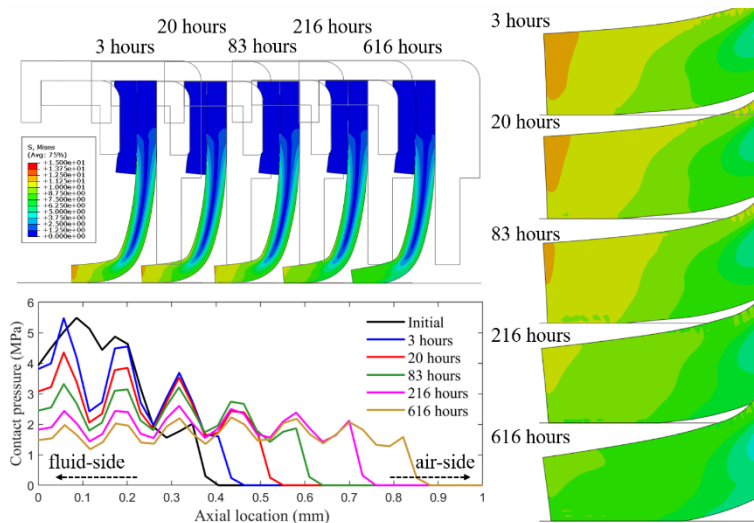 3 hours
20 hours
83 hours
216 hours
616 hours
S, Mises
(Avg: 75%)
+1.500e+01
+1.375e+01
+1.250e+01
+1.125e+01
+1.000e+01
+8.750e+00
+7.500e+00
+6.250e+00
+5.000e+00
+3.750e+00
+2.500e+00
+1.250e+00
+0.000e+00
Contact pressure (MPa)
6
5
4
3
2
1
0
Initial
3 hours
20 hours
83 hours
216 hours
616 hours
fluid-side
air-side
0 0.1 0.2 0.3 0.4 0.5 0.6 0.7 0.8 0.9 1
Axial location (mm)
3 hours
20 hours
83 hours
216 hours
616 hours